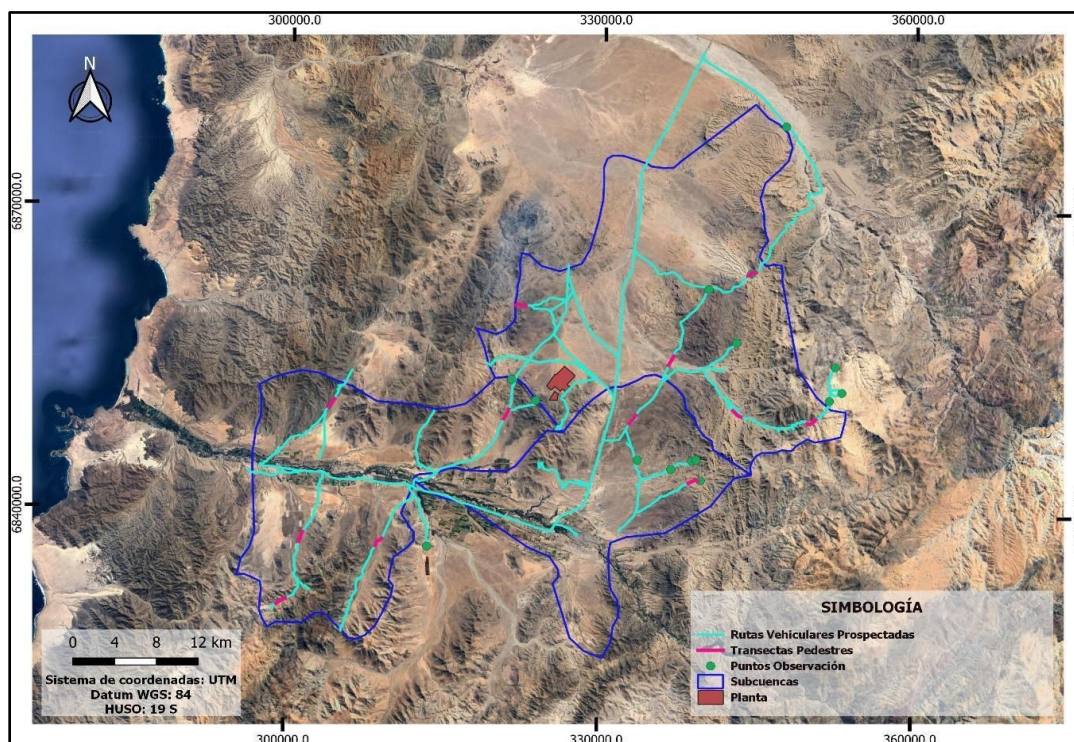 300000.0
330000.0
360000.0
N
6870000.0
6840000.0
0 4 8 12 km
Sistema de coordenadas: UTM
Datum WGS: 84
HUSO: 19 S
SIMBOLOGÍA
Rutas Vehiculares Prospectadas
Transectas Pedestres
Puntos Observación
Subcuencas
Planta
300000.0
330000.0
360000.0